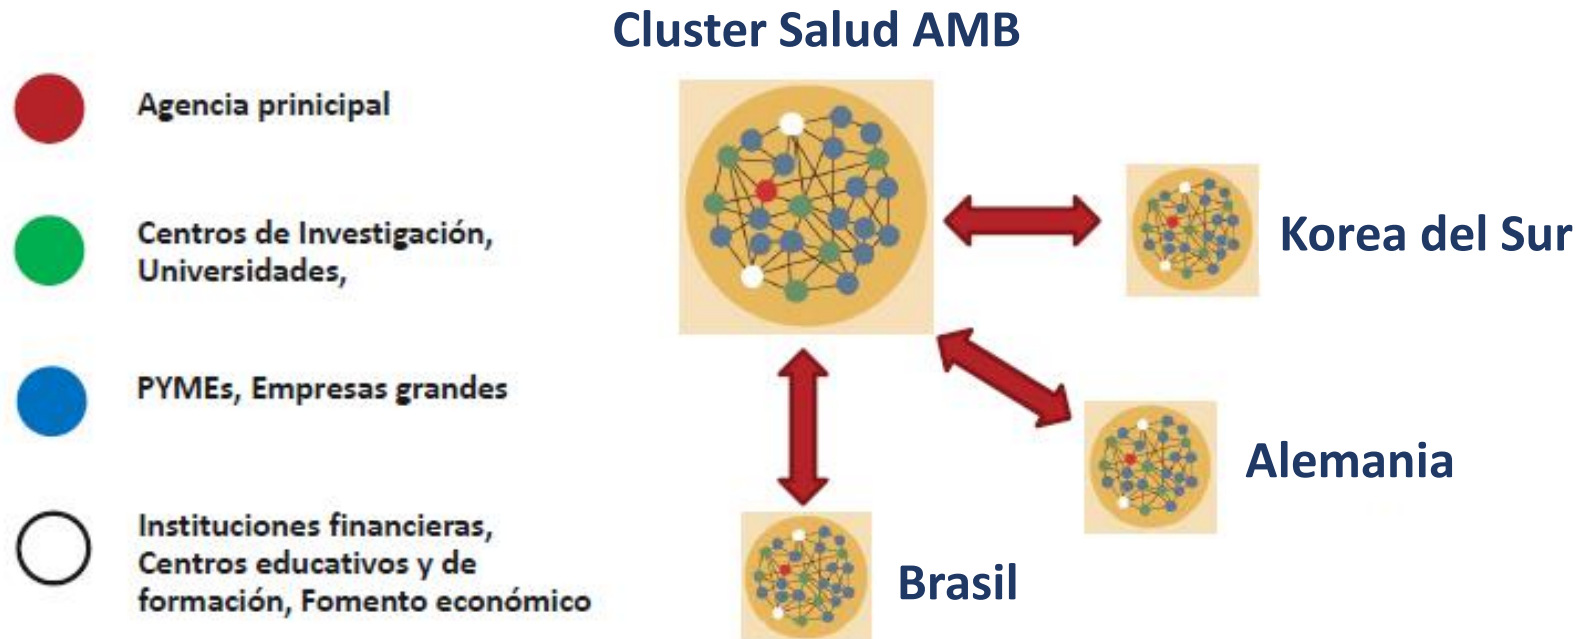 Cluster Salud AMB
Agencia prinicipal
Centros de Investigación,
Universidades,
PYMEs, Empresas grandes
Instituciones financieras,
Centros educativos y de
formación, Fomento económico
Korea del Sur
Alemania
Brasil